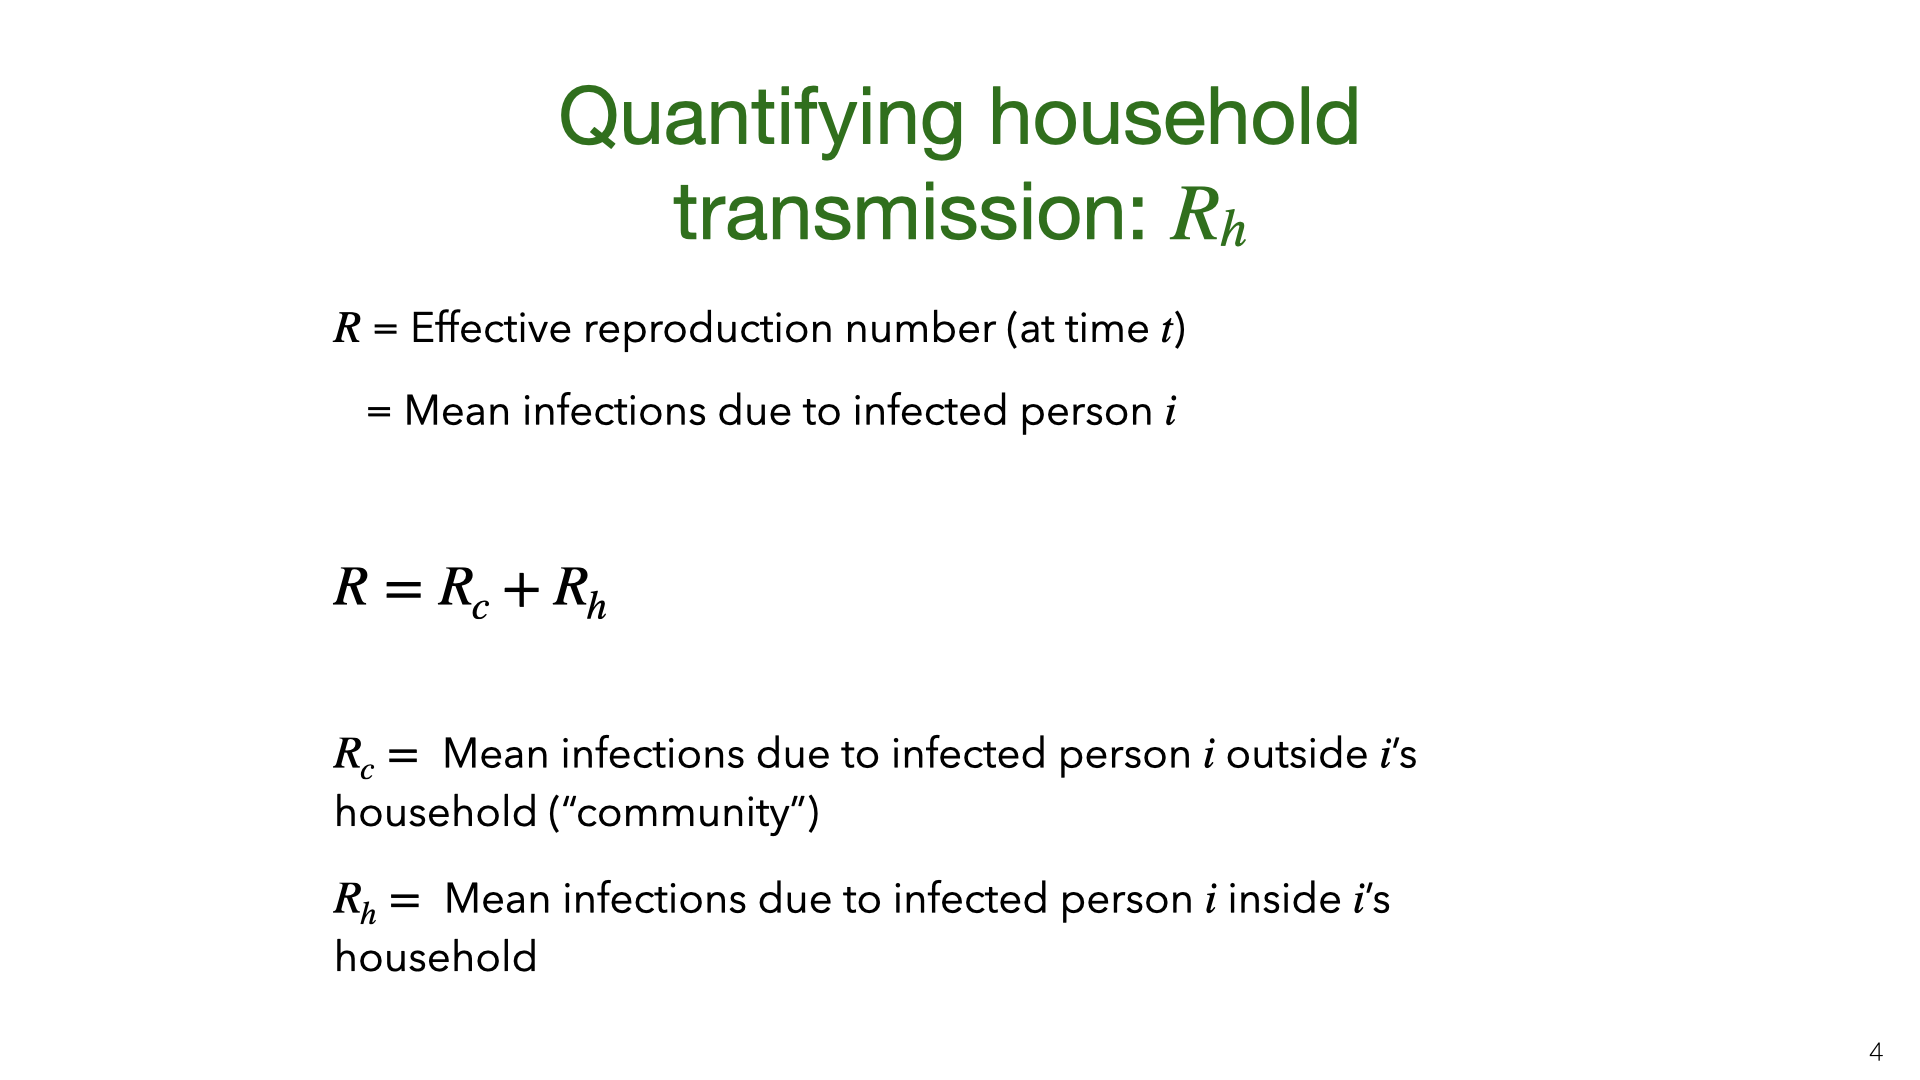 Quantifying household
transmission: R_h
R = Effective reproduction number (at time t)
= Mean infections due to infected person i
R = R_c + R_h
R_c = Mean infections due to infected person i outside i’s
household (“community”)
R_h = Mean infections due to infected person i inside i’s
household
4